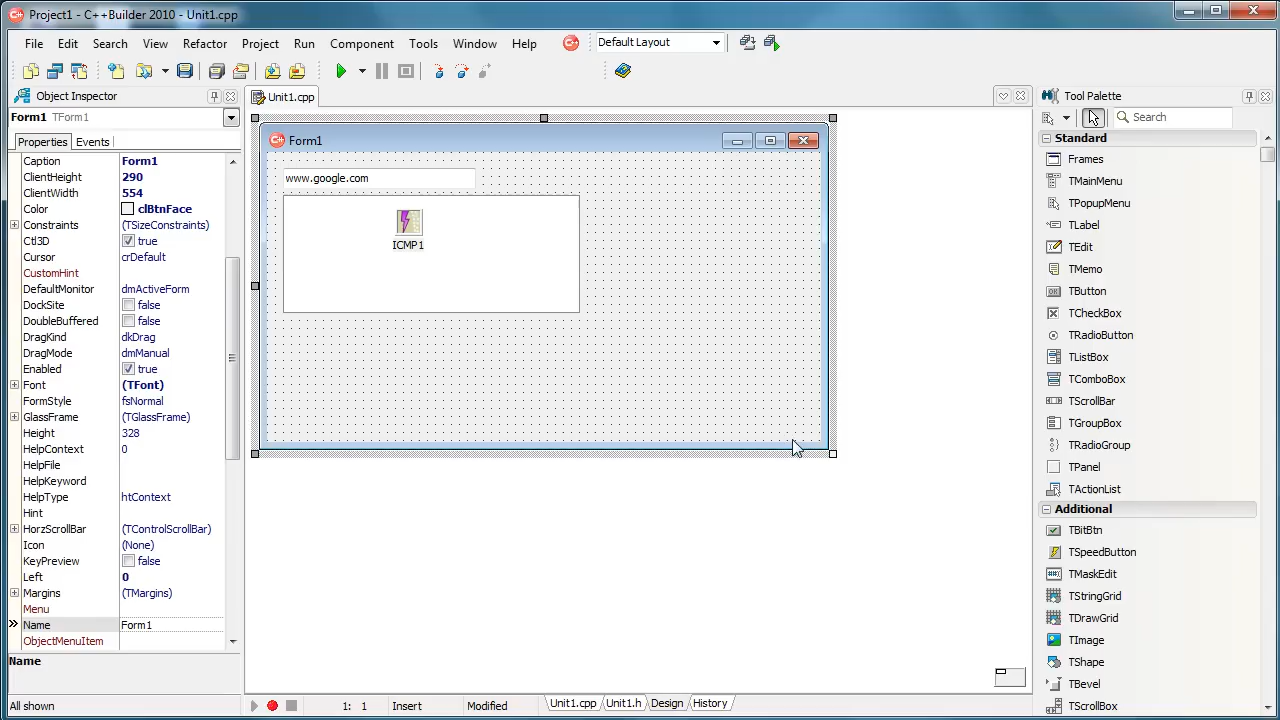 Project1 - C++Builder 2010 - Unit1.cpp
File Edit Search View Refactor Project Run Component Tools Window Help Default Layout
Object Inspector
Unit1.cpp
Tool Palette
Form1 TForm1
Search
Properties Events
Form1
Standard
Caption Form1
Frames
ClientHeight 290
www.google.com
TMainMenu
ClientWidth 554
Color clBtnFace
TPopupMenu
Constraints (TSizeConstraints)
TLabel
Ctl3D true
ICMP1
TEdit
Cursor crDefault
CustomHint
TMemo
DefaultMonitor dmActiveForm
TButton
DockSite false
TCheckBox
DoubleBuffered false
TRadioButton
DragKind dkDrag
DragMode dmManual
TListBox
Enabled true
TComboBox
Font (TFont)
FormStyle fsNormal
TScrollBar
GlassFrame (TGlassFrame)
TGroupBox
Height 328
TRadioGroup
HelpContext 0
HelpFile
TPanel
HelpKeyword
TActionList
HelpType htContext
Additional
Hint
HorzScrollBar (TControlScrollBar)
TBitBtn
Icon (None)
TSpeedButton
KeyPreview false
TMaskEdit
Left 0
Margins (TMargins)
TStringGrid
Menu
TDrawGrid
Name Form1
TImage
ObjectMenuItem
Name
TShape
TBevel
All shown
1: 1 Insert Modified Unit1.cpp Unit1.h Design History
TScrollBox